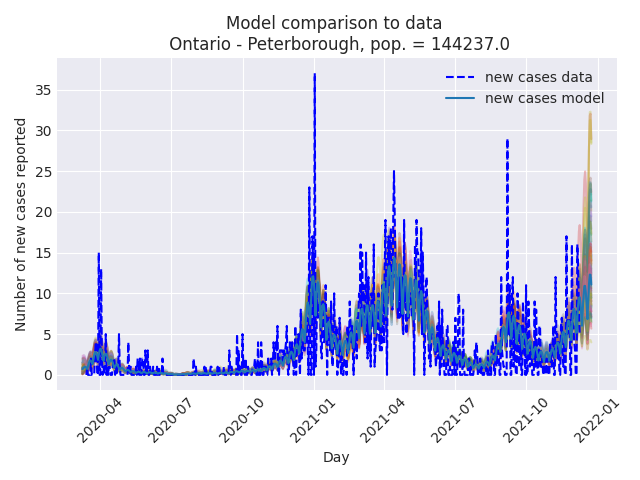 Model comparison to data
Ontario - Peterborough, pop. = 144237.0
new cases data
new cases model
Number of new cases reported
35
30
25
20
15
10
5
0
2020-04
2020-07
2020-10
2021-01
2021-04
2021-07
2021-10
2022-01
Day